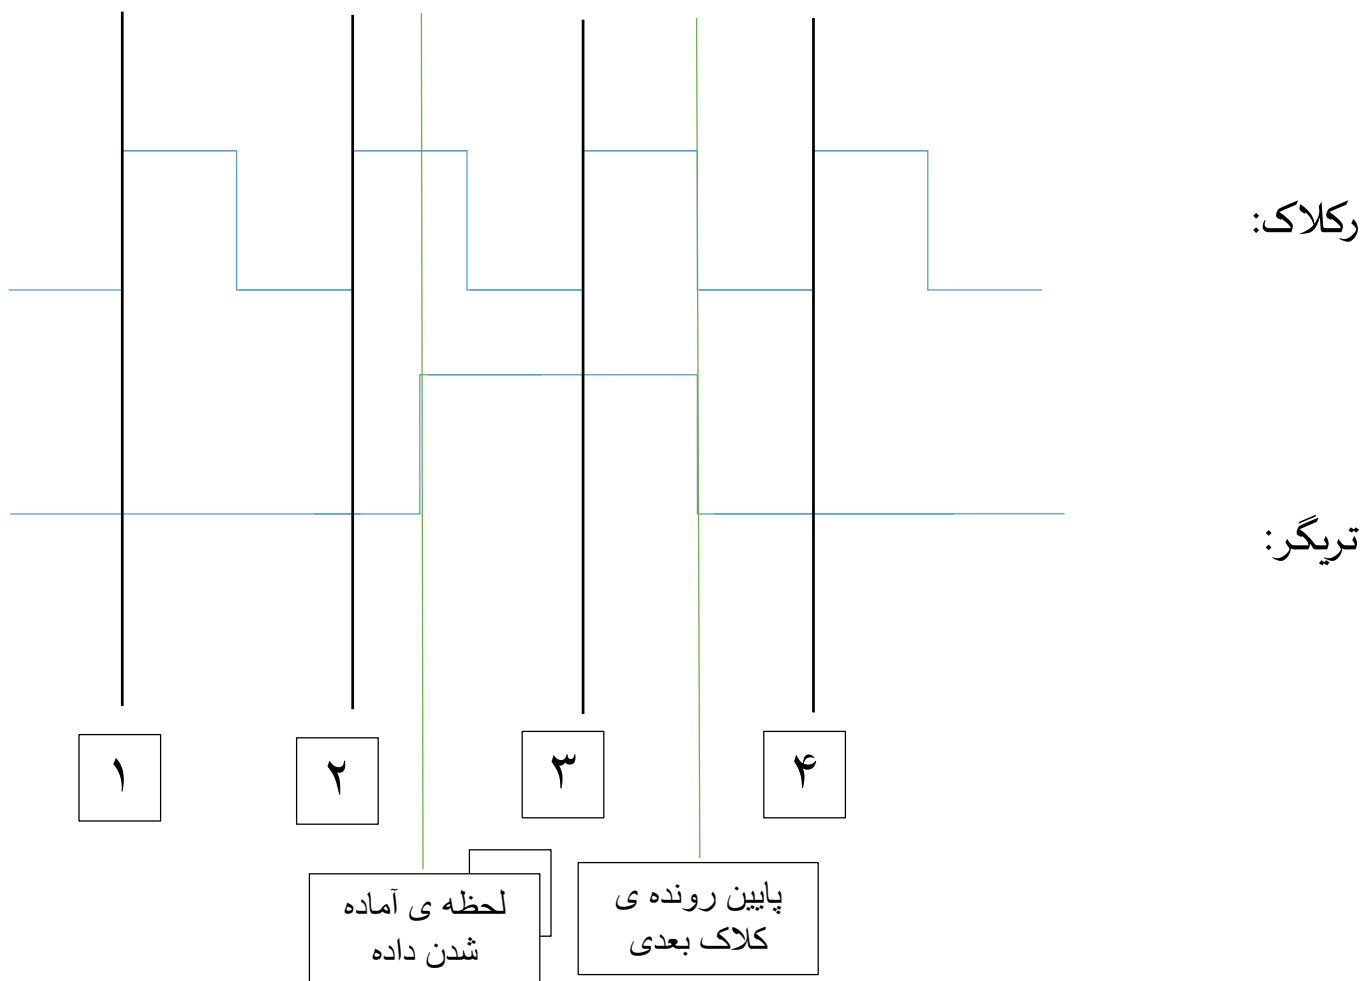 رکلاک:
تریگر:
۱
۲
۳
۴
لحظه ی آماده
شدن داده
پایین رونده ی
کلاک بعدی